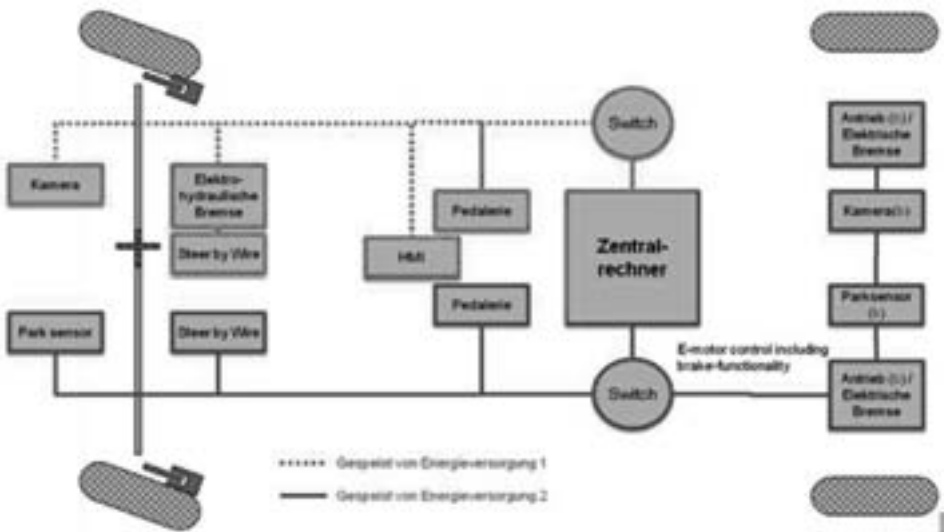 Switch
Antrieb (h) /
Elektrische
Bremse
Kamera
Elektro-
hydraulische
Bremse
Pedalerie
Kamera(h)
Zentral-
rechner
Steer by Wire
HMI
Park sensor
Steer by Wire
Pedalerie
Parksensor
(h)
E-motor control including
brake-functionality
Switch
Antrieb (h) /
Elektrische
Bremse
Gespeist von Energieversorgung 1
Gespeist von Energieversorgung 2